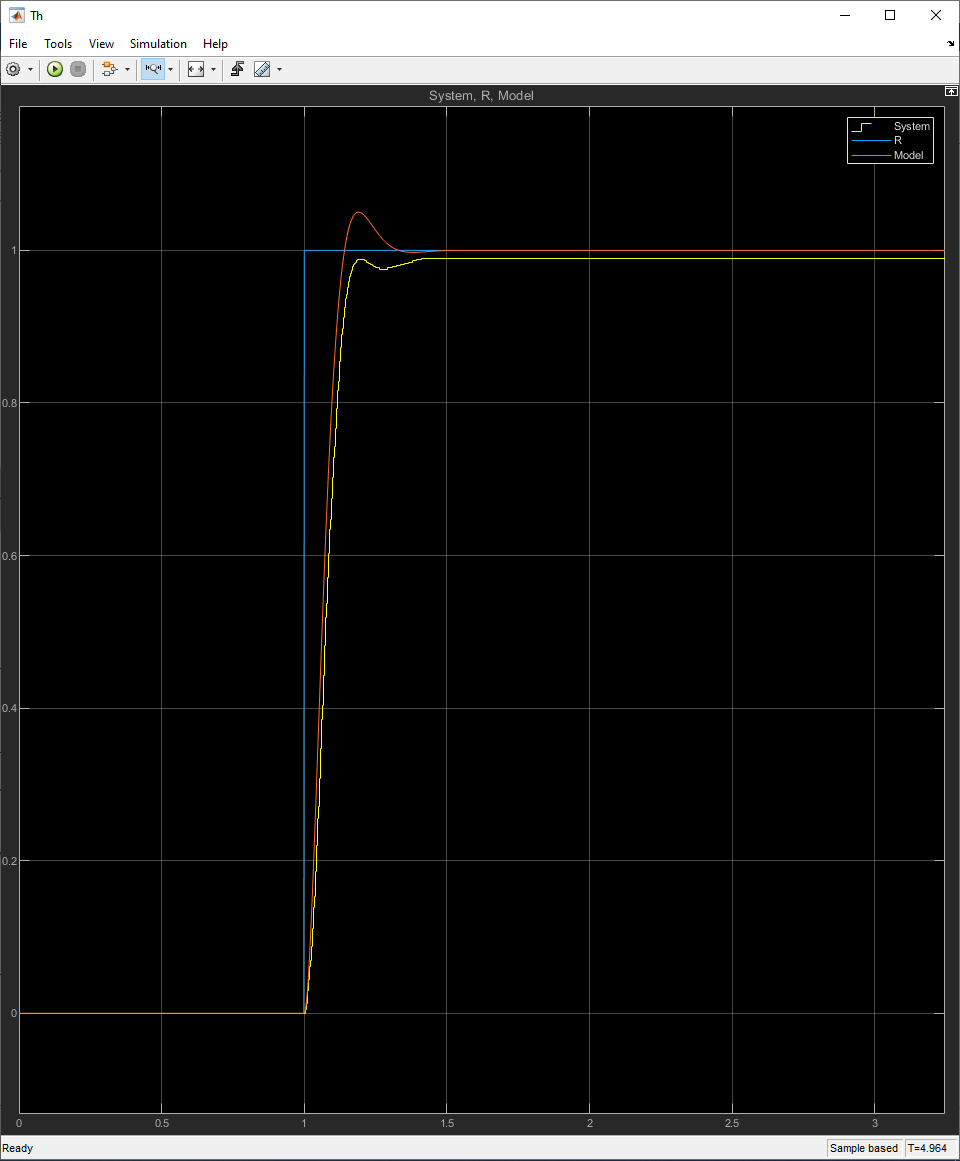 Th
File Tools View Simulation Help
System, R, Model
System
R
Model
1
0.8
0.6
0.4
0.2
0
0 0.5 1 1.5 2 2.5 3
Ready Sample based T=4.964